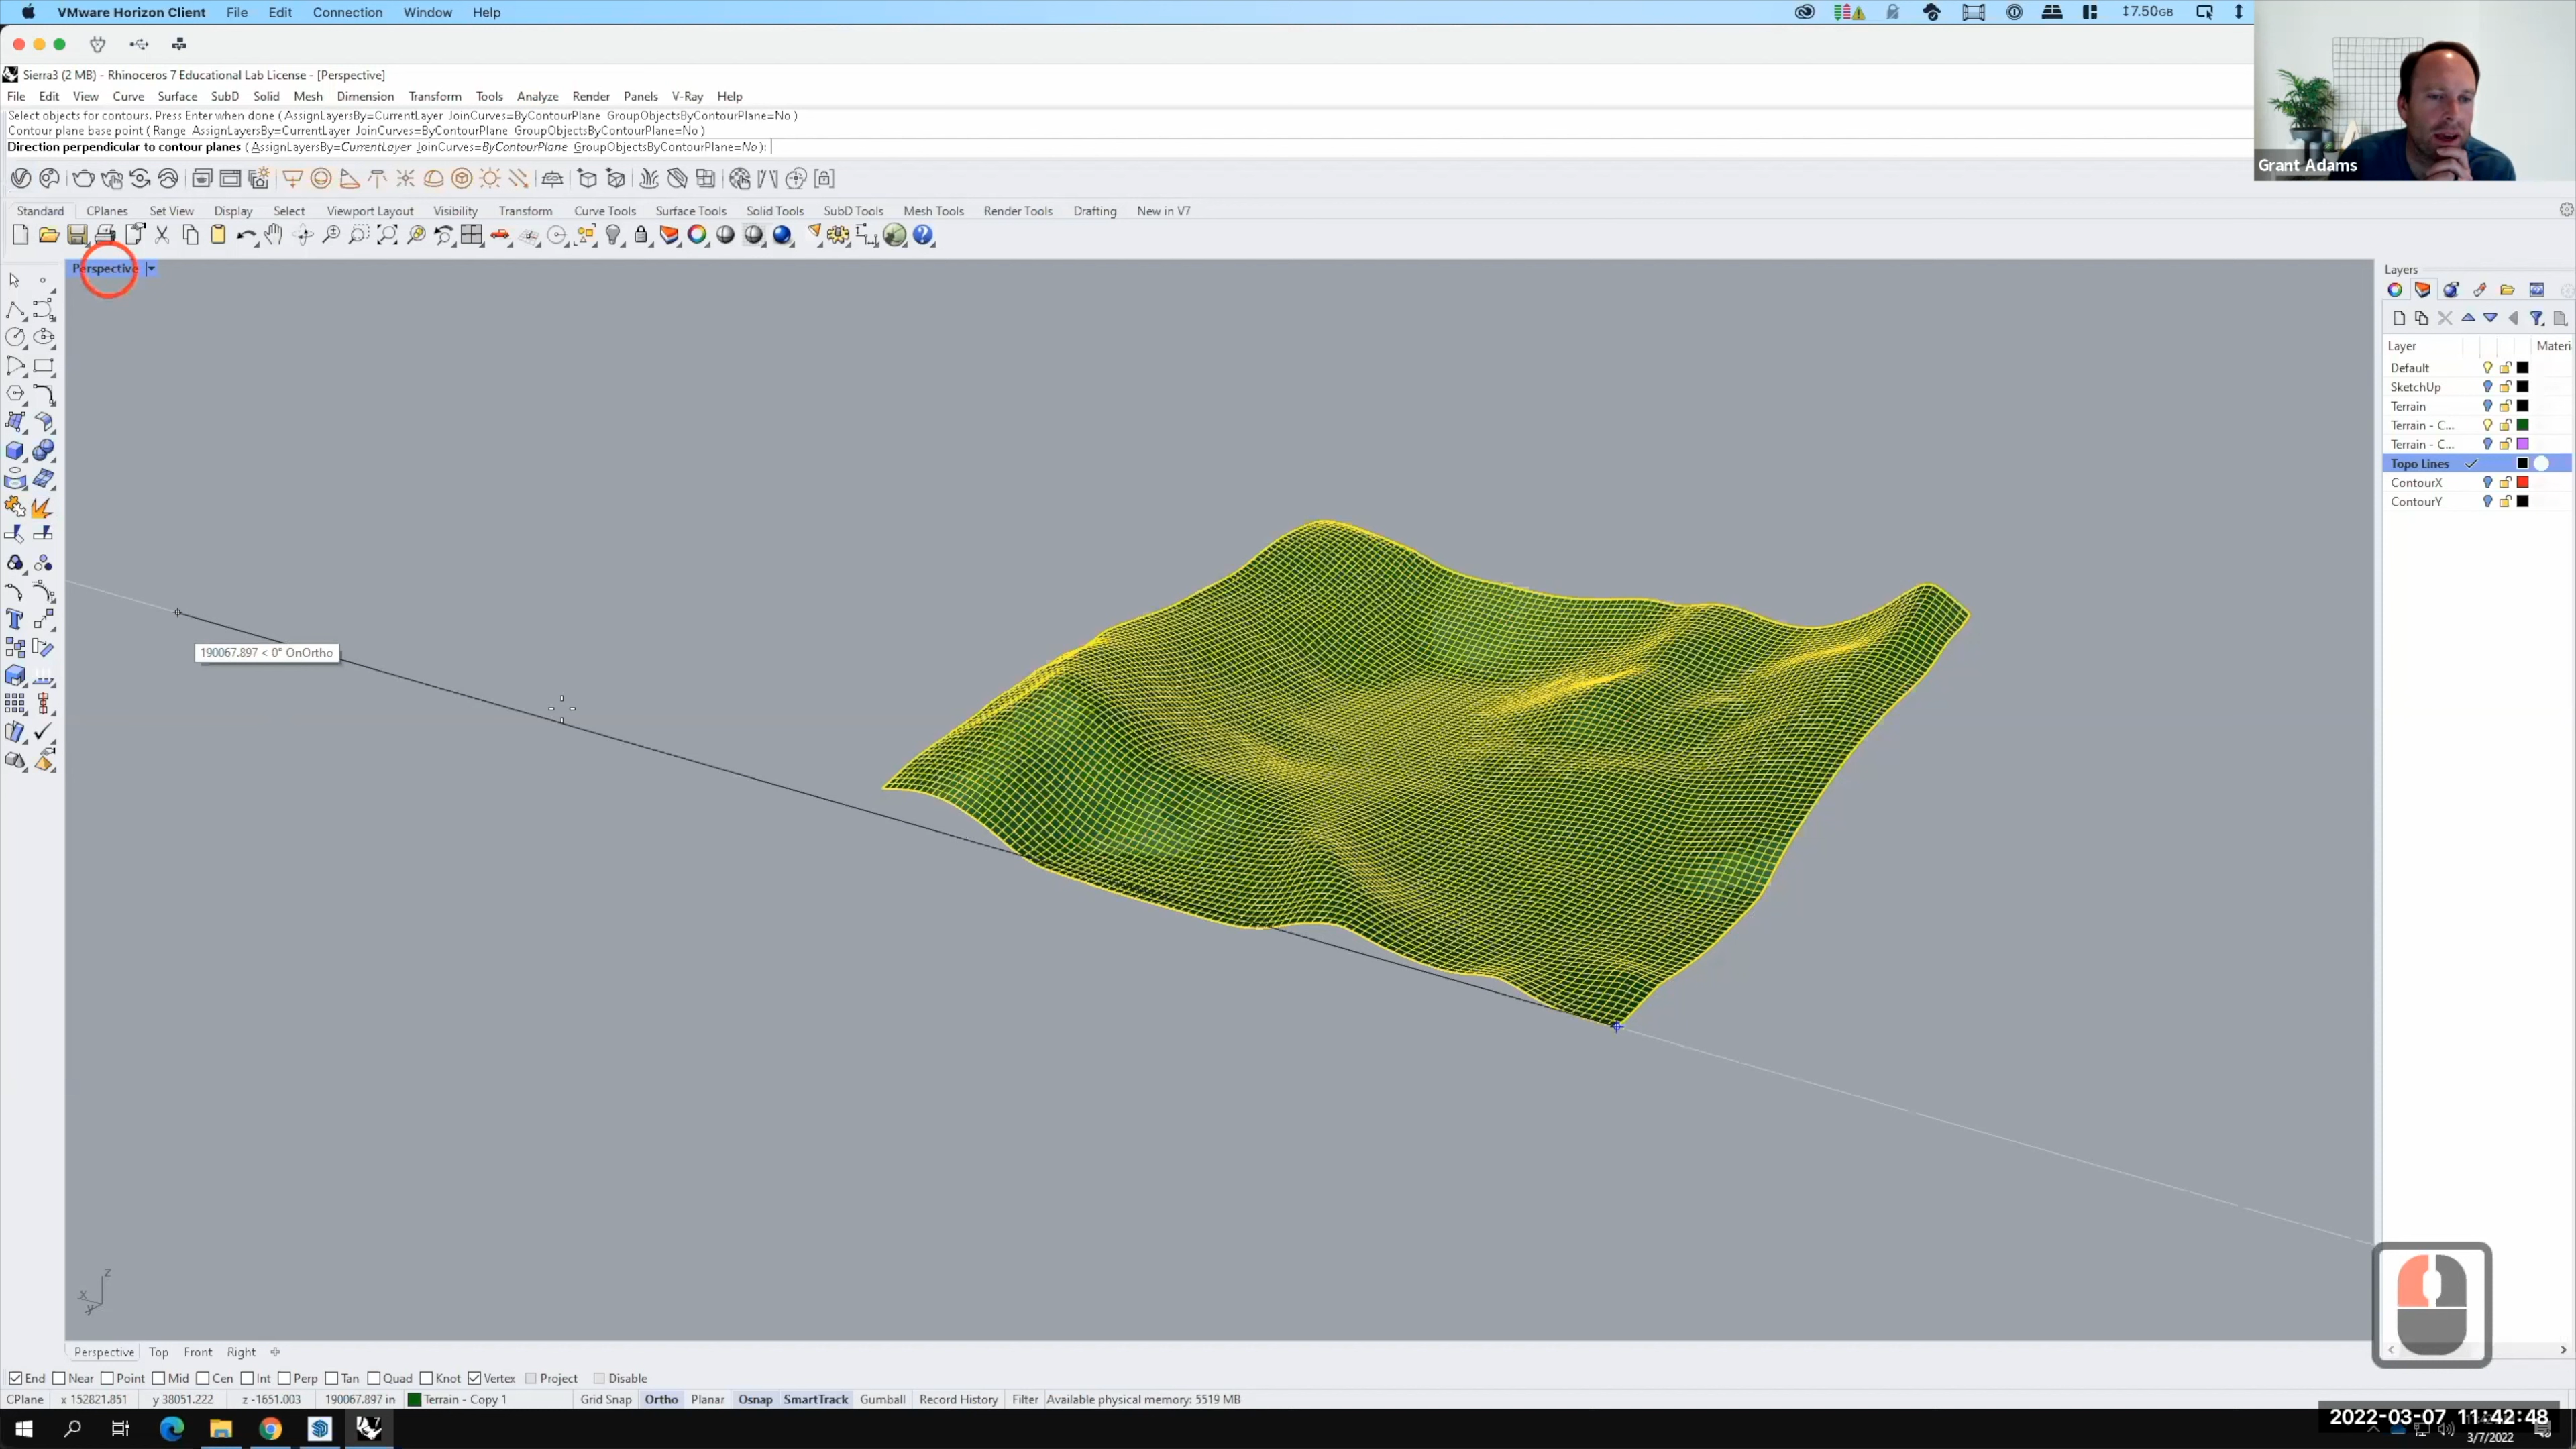 VMware Horizon Client File Edit Connection Window Help
17.50GB
Sierra3 (2 MB) - Rhinoceros 7 Educational Lab License - [Perspective]
File Edit View Curve Surface SubD Solid Mesh Dimension Transform Tools Analyze Render Panels V-Ray Help
Select objects for contours. Press Enter when done ( AssignLayersBy=CurrentLayer JoinCurves=ByContourPlane GroupObjectsByContourPlane=No )
Contour plane base point ( Range AssignLayersBy=CurrentLayer JoinCurves=ByContourPlane GroupObjectsByContourPlane=No )
Direction perpendicular to contour planes ( AssignLayersBy=CurrentLayer JoinCurves=ByContourPlane GroupObjectsByContourPlane=No ):
Grant Adams
Standard CPlanes Set View Display Select Viewport Layout Visibility Transform Curve Tools Surface Tools Solid Tools SubD Tools Mesh Tools Render Tools Drafting New in V7
Perspective
Layers
Layer Materi
Default
SketchUp
Terrain
Terrain - C...
Terrain - C...
Topo Lines
ContourX
ContourY
190067.897 < 0° OnOrtho
z
x
y
Perspective Top Front Right
End Near Point Mid Cen Int Perp Tan Quad Knot Vertex Project Disable
CPlane x 152821.851 y 38051.222 z -1651.003 190067.897 in Terrain - Copy 1 Grid Snap Ortho Planar Osnap SmartTrack Gumball Record History Filter Available physical memory: 5519 MB
2022-03-07 11:42:48
3/7/2022